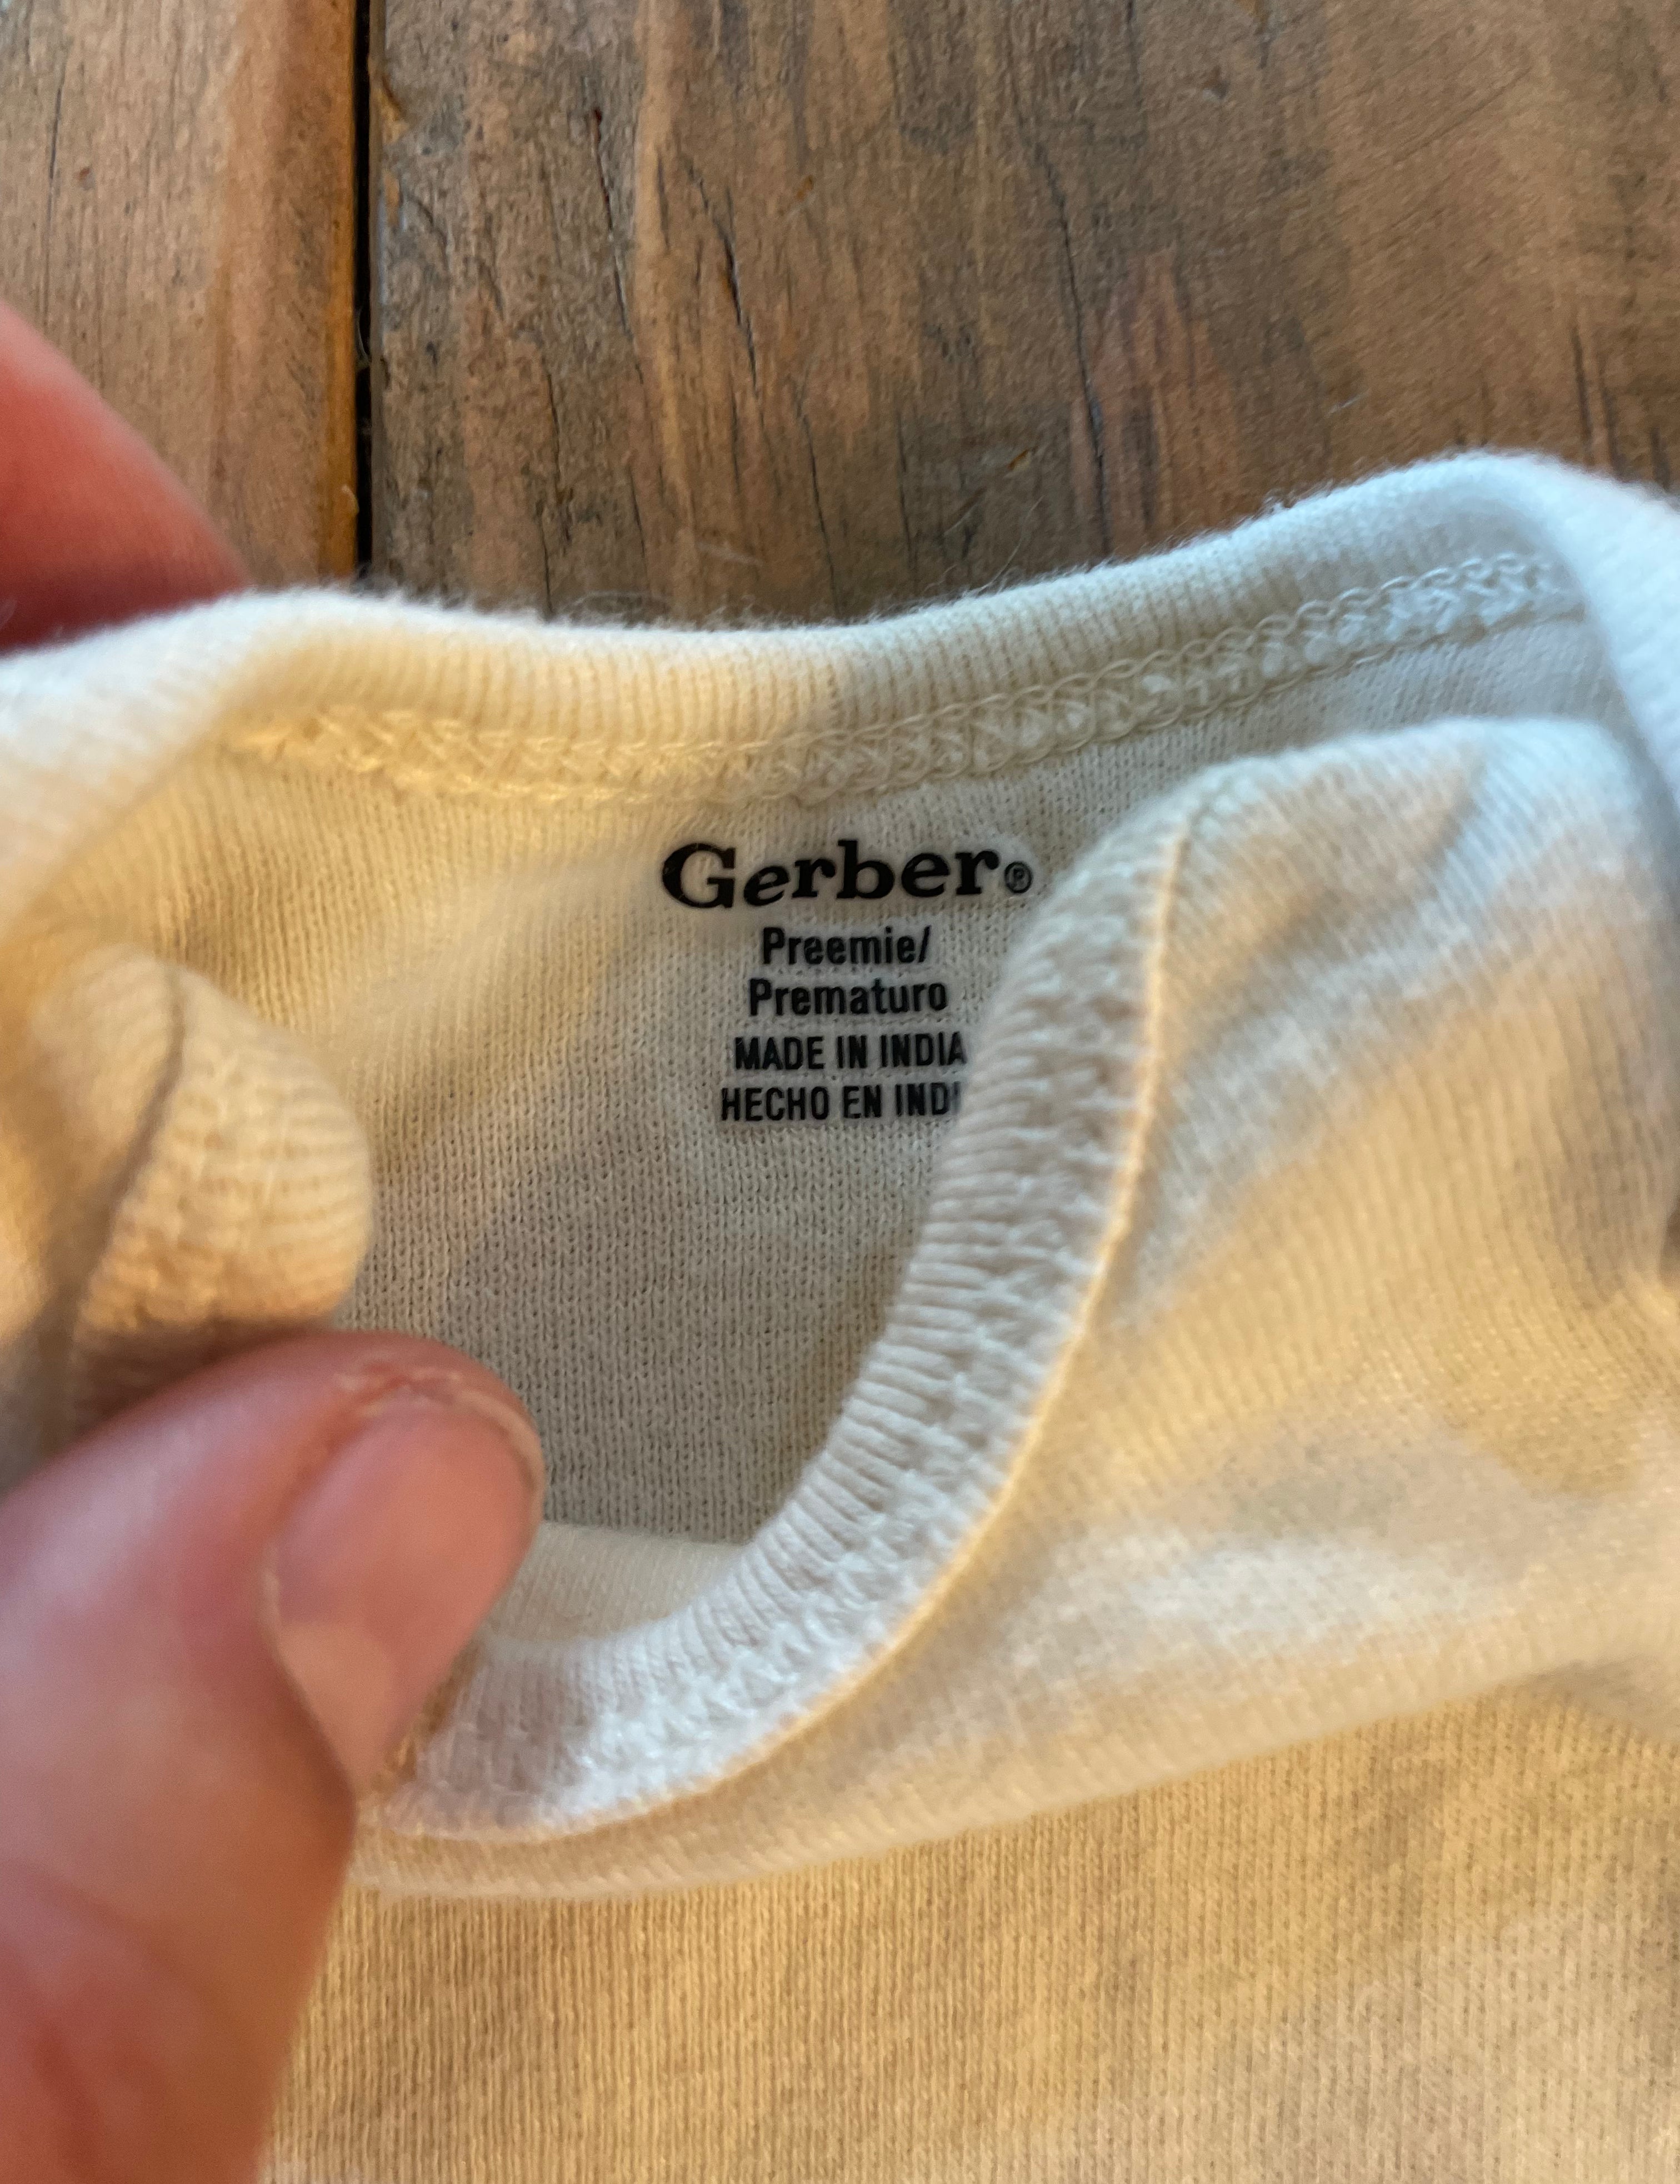 Gerber®
Preemie/
Prematuro
MADE IN INDIA
HECHO EN INDI